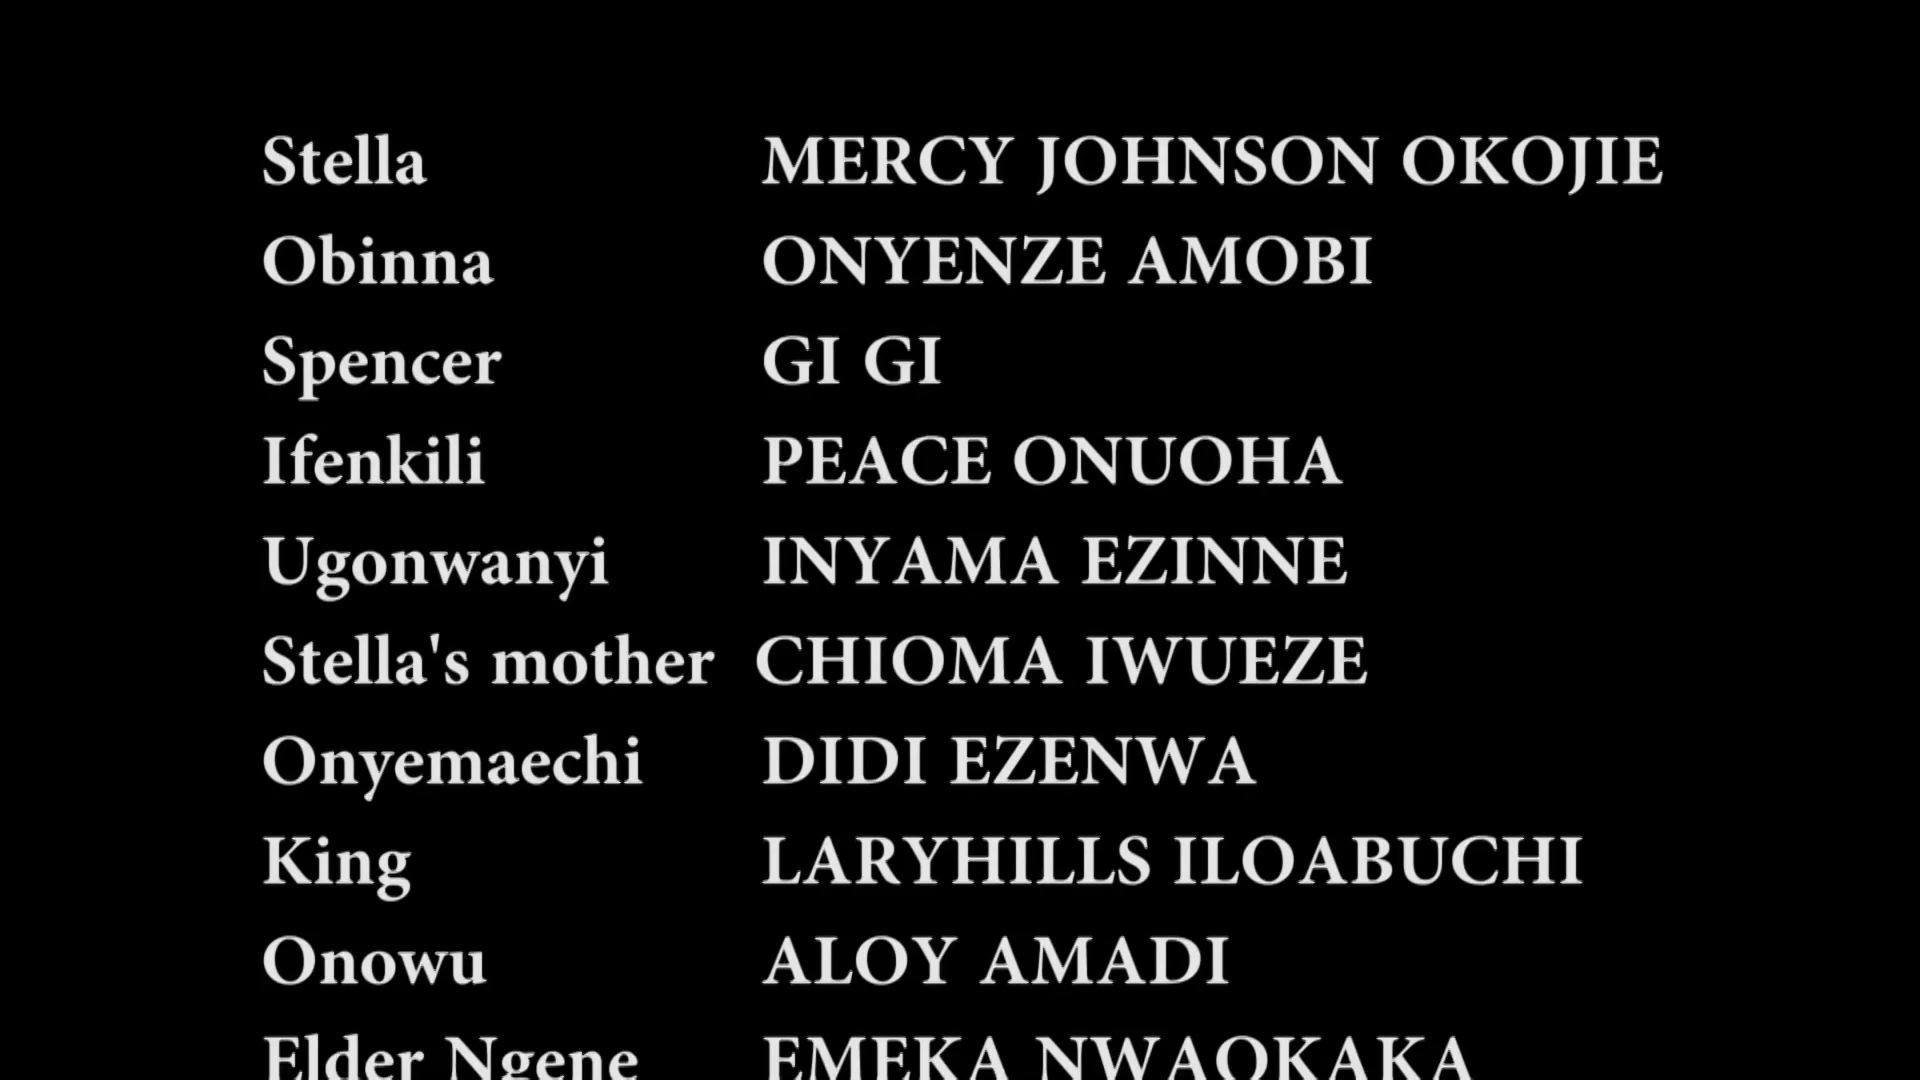 Stella MERCY JOHNSON OKOJIE
Obinna ONYENZE AMOBI
Spencer GI GI
Ifenkili PEACE ONUOHA
Ugonwanyi INYAMA EZINNE
Stella's mother CHIOMA IWUEZE
Onyemaechi DIDI EZENWA
King LARYHILLS ILOABUCHI
Onowu ALOY AMADI
Elder Ngene EMEKA NWAOKAKA